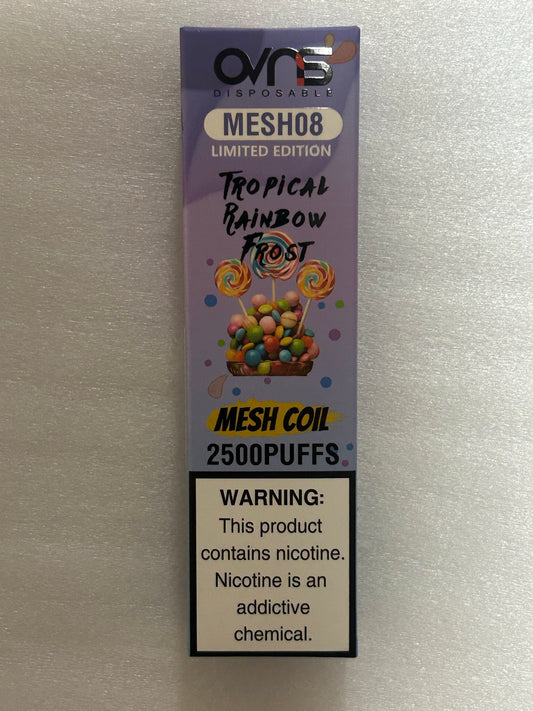 OVNS
DISPOSABLE
MESH08
LIMITED EDITION
TROPICAL
RAINBOW
FROST
MESH COIL
2500PUFFS
WARNING:
This product
contains nicotine.
Nicotine is an
addictive
chemical.